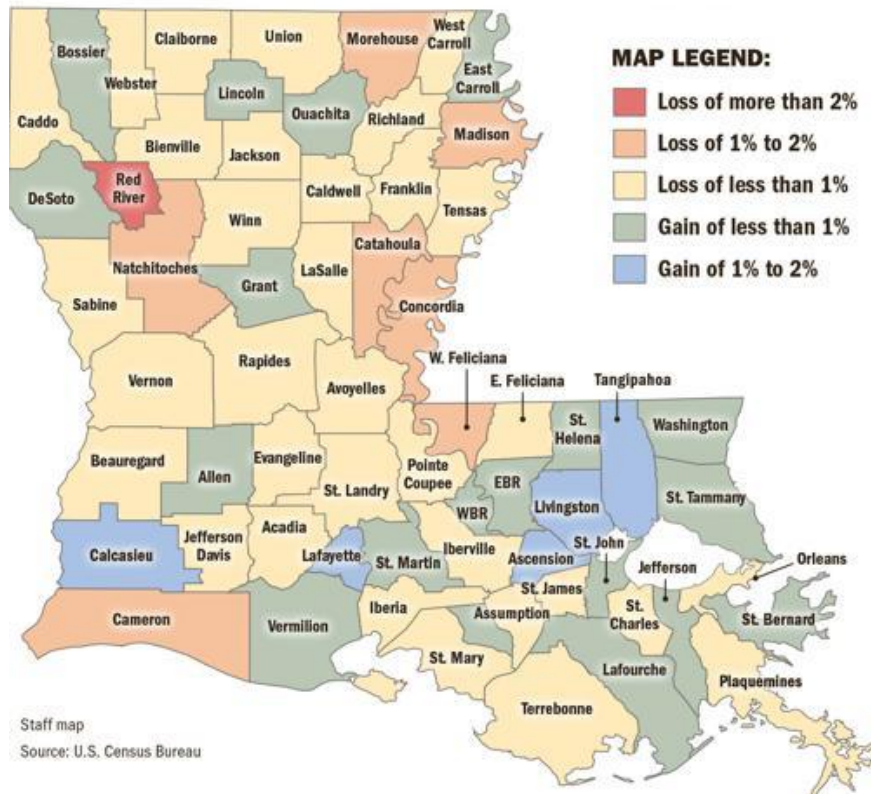 MAP LEGEND:
Loss of more than 2%
Loss of 1% to 2%
Loss of less than 1%
Gain of less than 1%
Gain of 1% to 2%
Bossier
Claiborne
Union
Morehouse
West
Carroll
Webster
Lincoln
Ouachita
East
Carroll
Caddo
Richland
Madison
Bienville
Jackson
Red
River
DeSoto
Caldwell
Franklin
Winn
Tensas
Natchitoches
Catahoula
Grant
LaSalle
Sabine
Concordia
Rapides
W. Feliciana
Vernon
E. Feliciana
Tangipahoa
Avoyelles
St.
Helena
Washington
Beauregard
Allen
Evangeline
Pointe
Coupee
EBR
St. Landry
WBR
Livingston
St. Tammany
Calcasieu
Jefferson
Davis
Acadia
Lafayette
St. Martin
Iberville
Ascension
St. John
Jefferson
Orleans
St. James
Cameron
Vermilion
Iberia
Assumption
St.
Charles
St. Bernard
St. Mary
Lafourche
Plaquemines
Terrebonne
Staff map
Source: U.S. Census Bureau